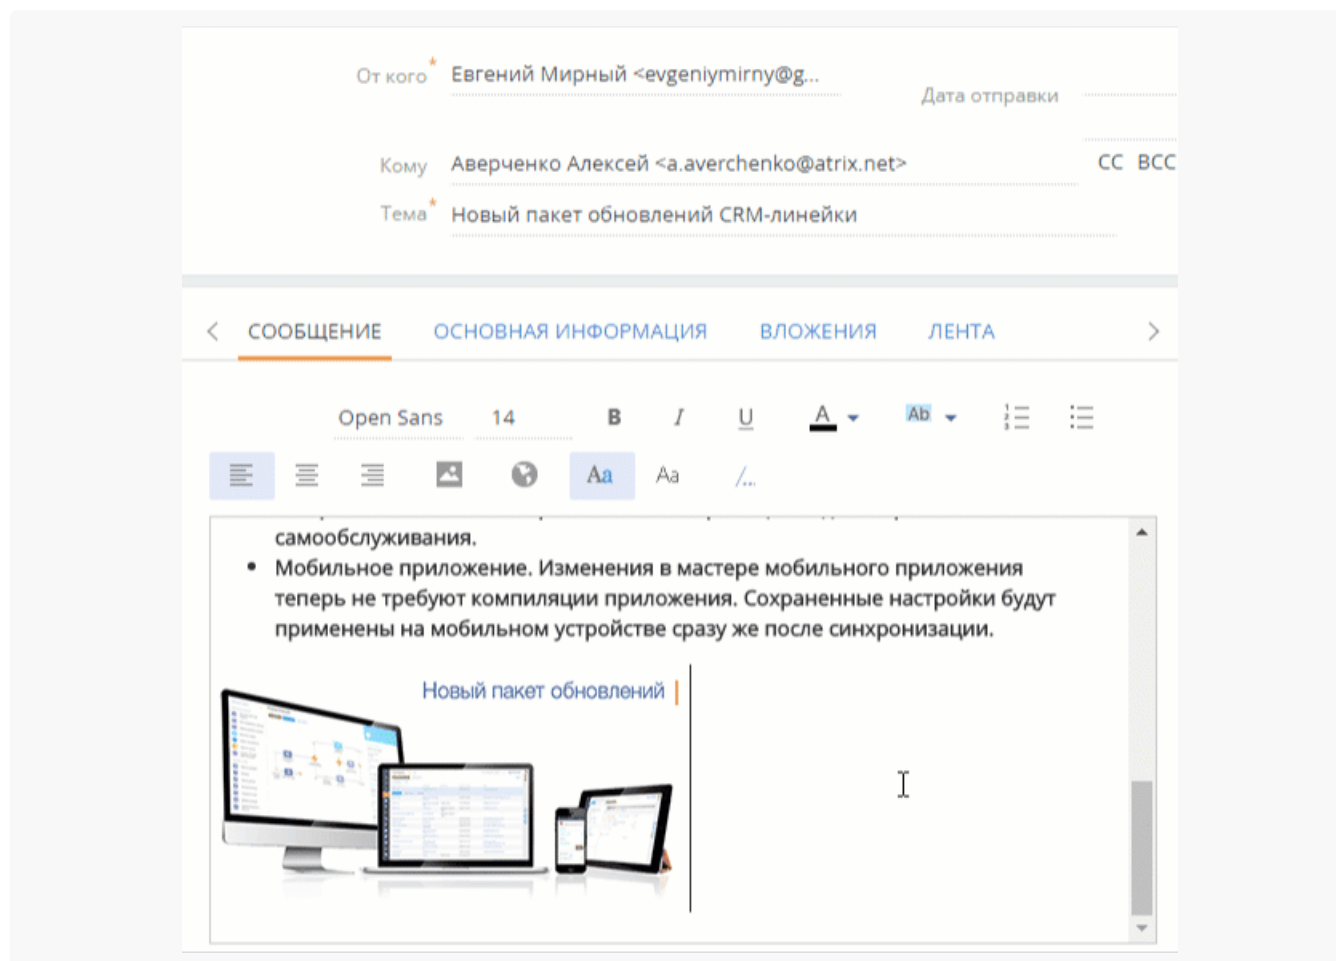 От кого* Евгений Мирный <evgeniymirny@g...
Дата отправки
Кому Аверченко Алексей <a.averchenko@atrix.net>
CC BCC
Тема* Новый пакет обновлений CRM-линейки
СООБЩЕНИЕ ОСНОВНАЯ ИНФОРМАЦИЯ ВЛОЖЕНИЯ ЛЕНТА
Open Sans 14 B I U A Ab
Aa Aa /...
самообслуживания.
• Мобильное приложение. Изменения в мастере мобильного приложения
теперь не требуют компиляции приложения. Сохраненные настройки будут
применены на мобильном устройстве сразу же после синхронизации.
Новый пакет обновлений